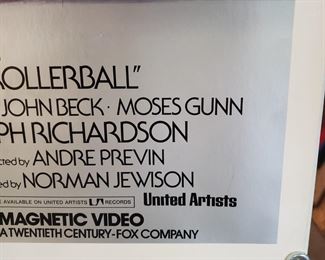 OLLERBALL"
JOHN BECK · MOSES GUNN
PH RICHARDSON
cted by ANDRE PREVIN
ed by NORMAN JEWISON
E AVAILABLE ON UNITED ARTISTS UA RECORDS United Artists
MAGNETIC VIDEO
A TWENTIETH CENTURY-FOX COMPANY